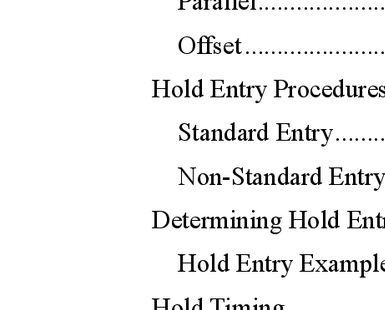 Parallel....................
Offset......................
Hold Entry Procedures
Standard Entry........
Non-Standard Entry
Determining Hold Entr
Hold Entry Example
Hold Timing